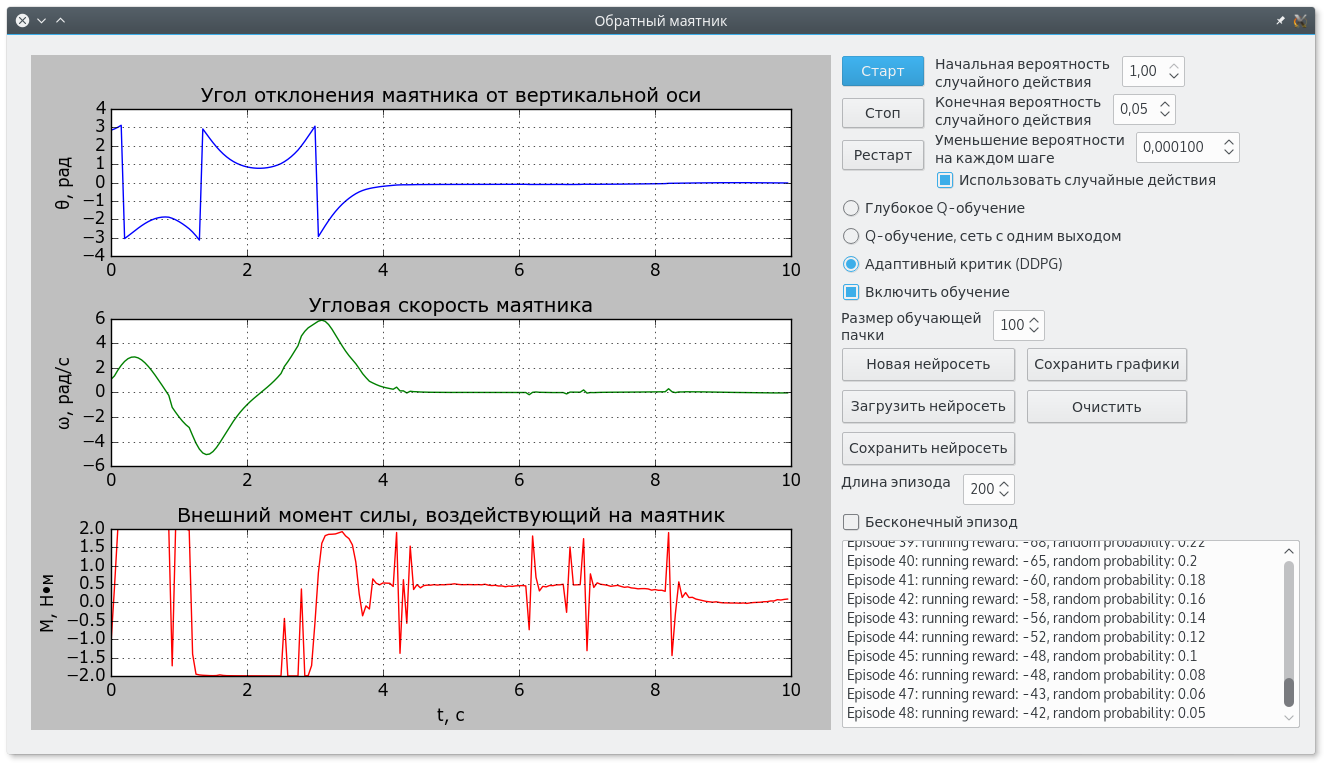 Обратный маятник
Угол отклонения маятника от вертикальной оси
4
3
2
1
0
−1
−2
−3
−4
θ, рад
0 2 4 6 8 10
Угловая скорость маятника
6
4
2
0
−2
−4
−6
ω, рад/с
0 2 4 6 8 10
Внешний момент силы, воздействующий на маятник
2.0
1.5
1.0
0.5
0.0
−0.5
−1.0
−1.5
−2.0
М, Н•м
0 2 4 6 8 10
t, с
Старт
Стоп
Рестарт
Начальная вероятность
случайного действия
1,00
Конечная вероятность
случайного действия
0,05
Уменьшение вероятности
на каждом шаге
0,000100
Использовать случайные действия
Глубокое Q-обучение
Q-обучение, сеть с одним выходом
Адаптивный критик (DDPG)
Включить обучение
Размер обучающей
пачки
100
Новая нейросеть
Сохранить графики
Загрузить нейросеть
Очистить
Сохранить нейросеть
Длина эпизода
200
Бесконечный эпизод
Episode 39: running reward: -68, random probability: 0.22
Episode 40: running reward: -65, random probability: 0.2
Episode 41: running reward: -60, random probability: 0.18
Episode 42: running reward: -58, random probability: 0.16
Episode 43: running reward: -56, random probability: 0.14
Episode 44: running reward: -52, random probability: 0.12
Episode 45: running reward: -48, random probability: 0.1
Episode 46: running reward: -48, random probability: 0.08
Episode 47: running reward: -43, random probability: 0.06
Episode 48: running reward: -42, random probability: 0.05